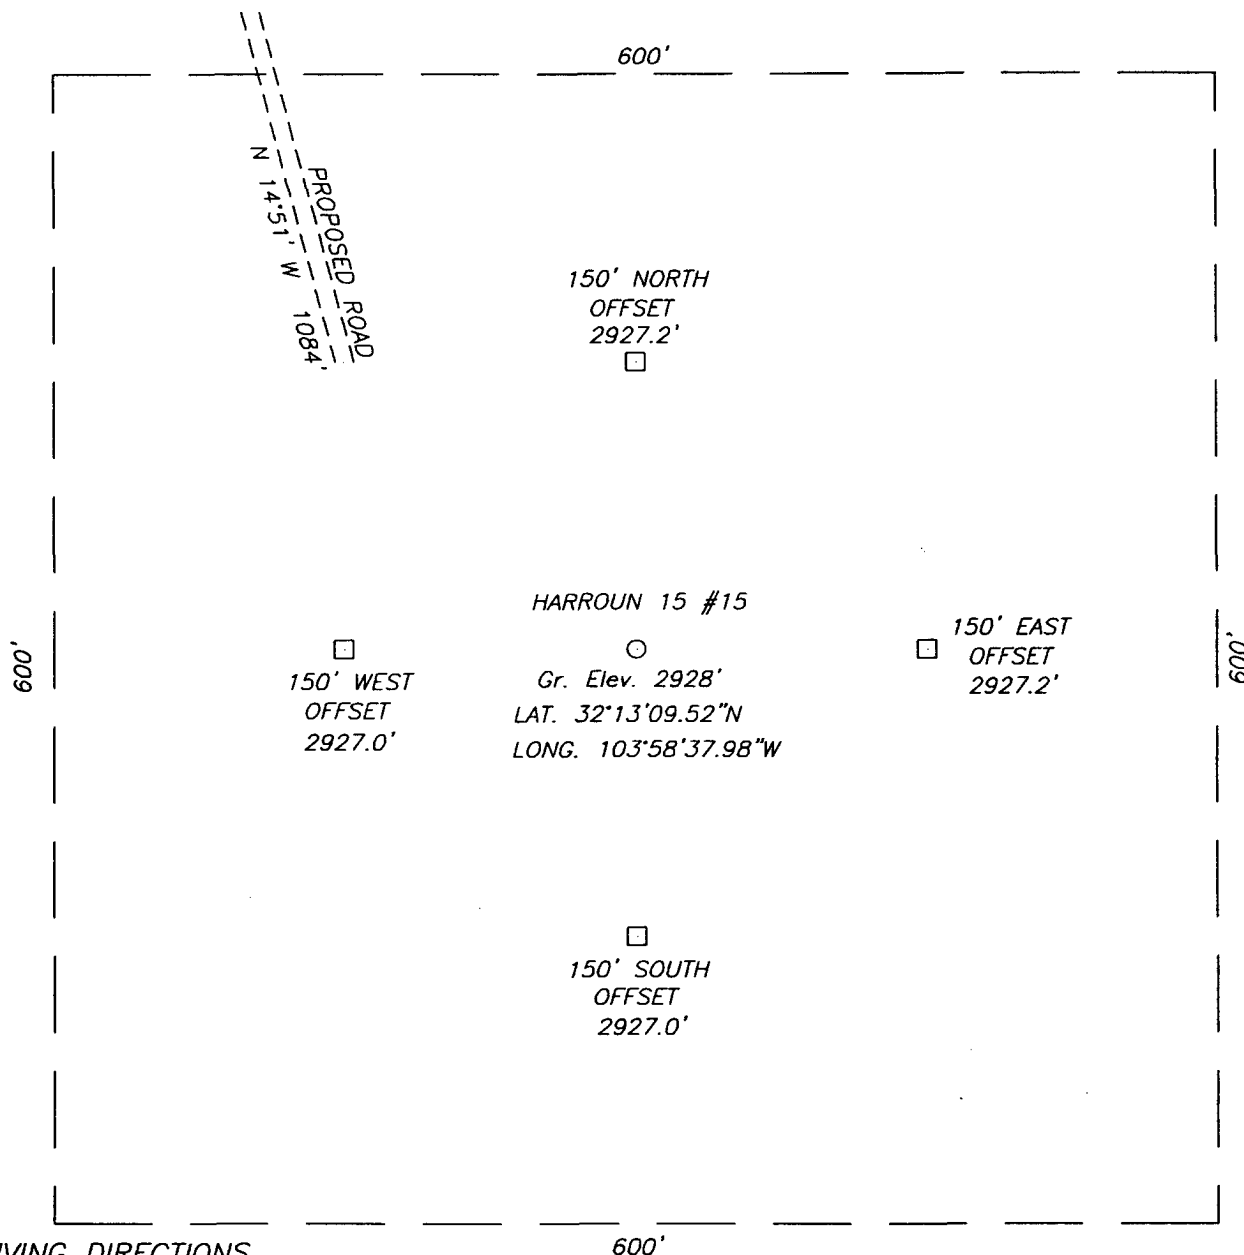 600'
PROPOSED ROAD
N 14°51' W 1084'
150' NORTH
OFFSET
2927.2'
HARROUN 15 #15
600'
150' WEST
OFFSET
2927.0'
Gr. Elev. 2928'
LAT. 32°13'09.52"N
LONG. 103°58'37.98"W
150' EAST
OFFSET
2927.2'
600'
150' SOUTH
OFFSET
2927.0'
600'
IVING DIRECTIONS